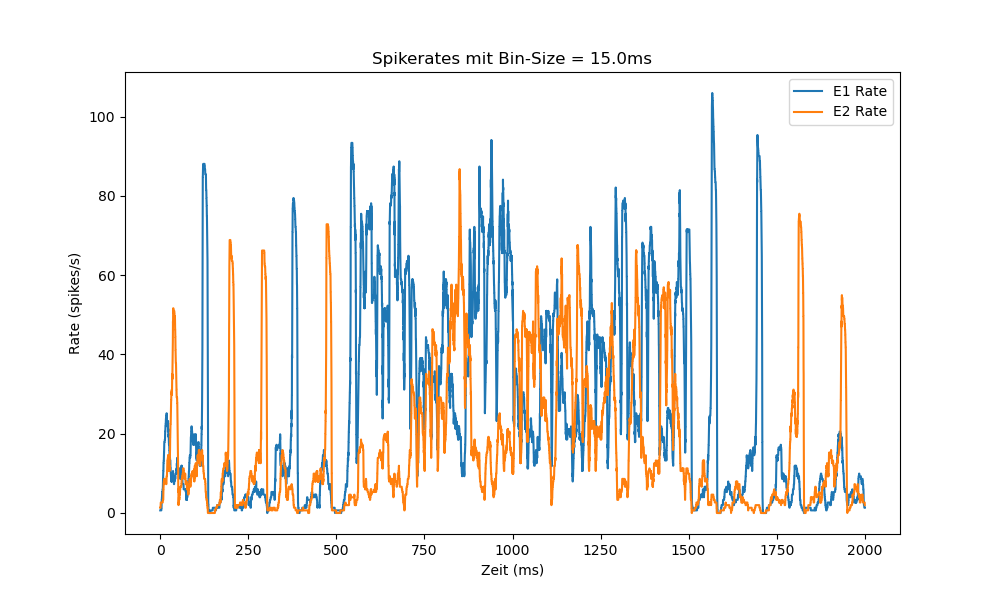 Spikerates mit Bin-Size = 15.0ms
E1 Rate
E2 Rate
Rate (spikes/s)
100
80
60
40
20
0
0 250 500 750 1000 1250 1500 1750 2000
Zeit (ms)